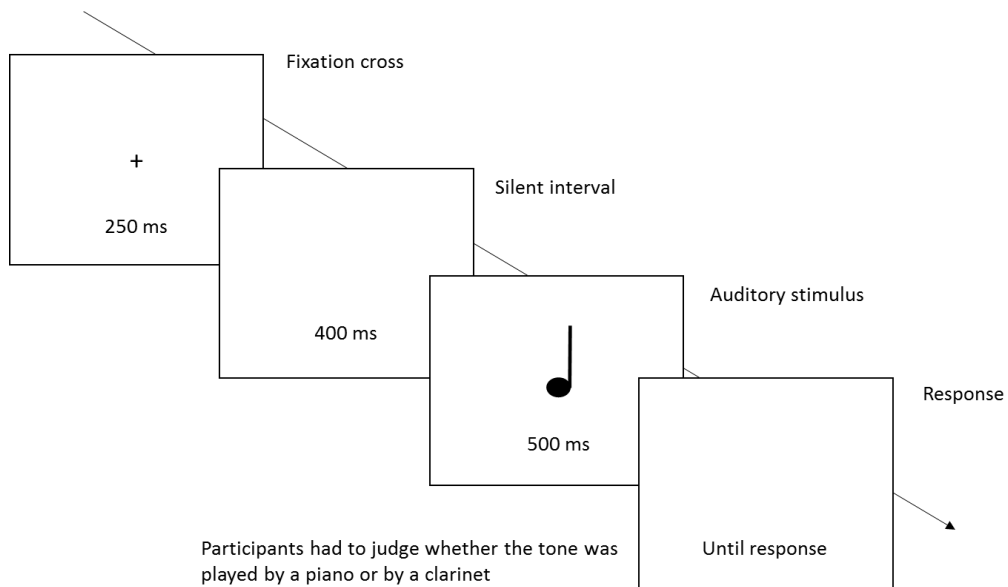 Fixation cross
+
250 ms
Silent interval
400 ms
Auditory stimulus
500 ms
Response
Until response
Participants had to judge whether the tone was
played by a piano or by a clarinet